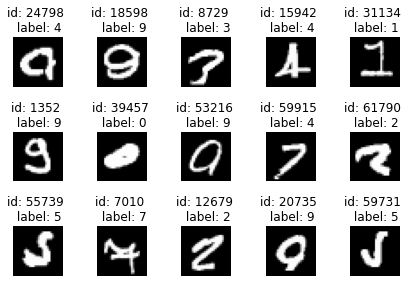 id: 24798 id: 18598 id: 8729 id: 15942 id: 31134
label: 4 label: 9 label: 3 label: 4 label: 1
id: 1352 id: 39457 id: 53216 id: 59915 id: 61790
label: 9 label: 0 label: 9 label: 4 label: 2
id: 55739 id: 7010 id: 12679 id: 20735 id: 59731
label: 5 label: 7 label: 2 label: 9 label: 5